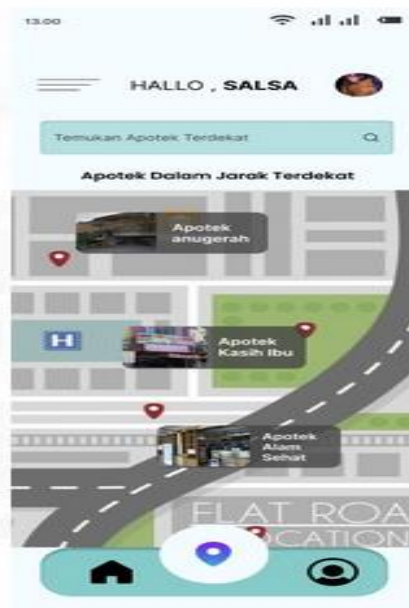 13.00
HALLO , SALSA
Temukan Apotek Terdekat
Apotek Dalam Jarak Terdekat
Apotek
anugerah
H
Apotek
Kasih Ibu
Apotek
Alam
Sehat
FLAT ROA
OCATION